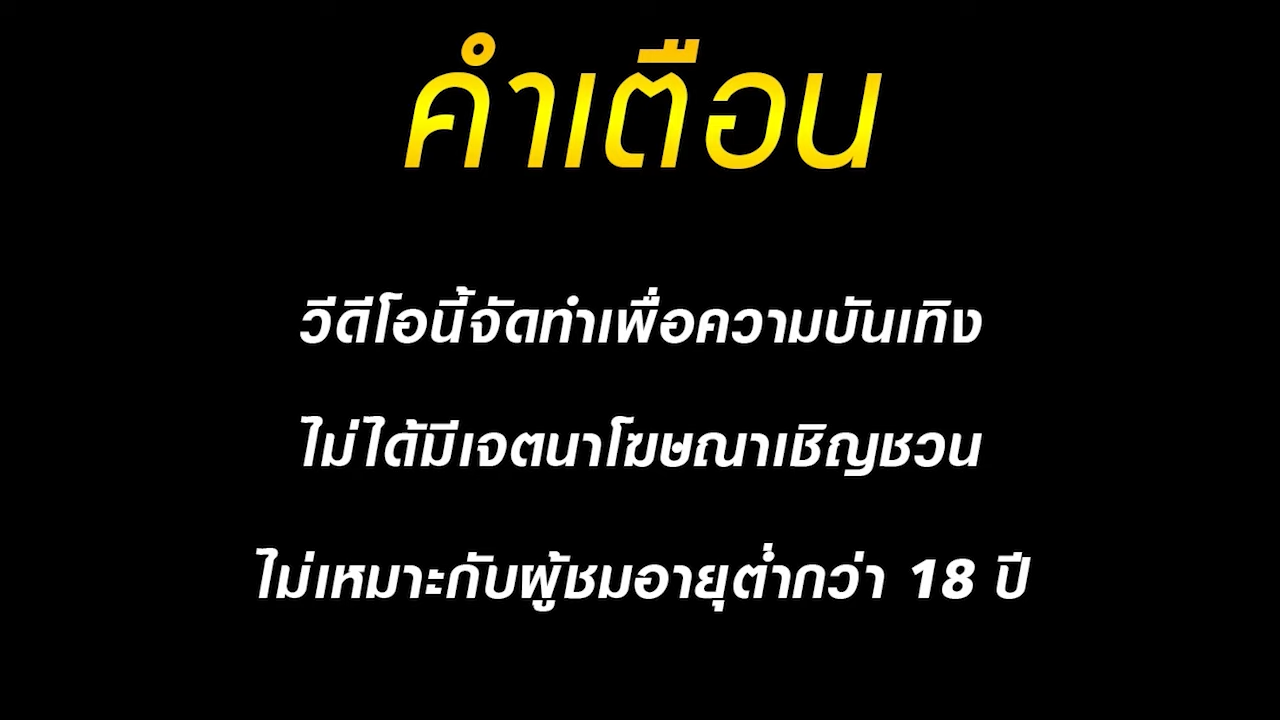 คำเตือน
วีดีโอนี้จัดทำเพื่อความบันเทิง
ไม่ได้มีเจตนาโฆษณาเชิญชวน
ไม่เหมาะกับผู้ชมอายุต่ำกว่า 18 ปี